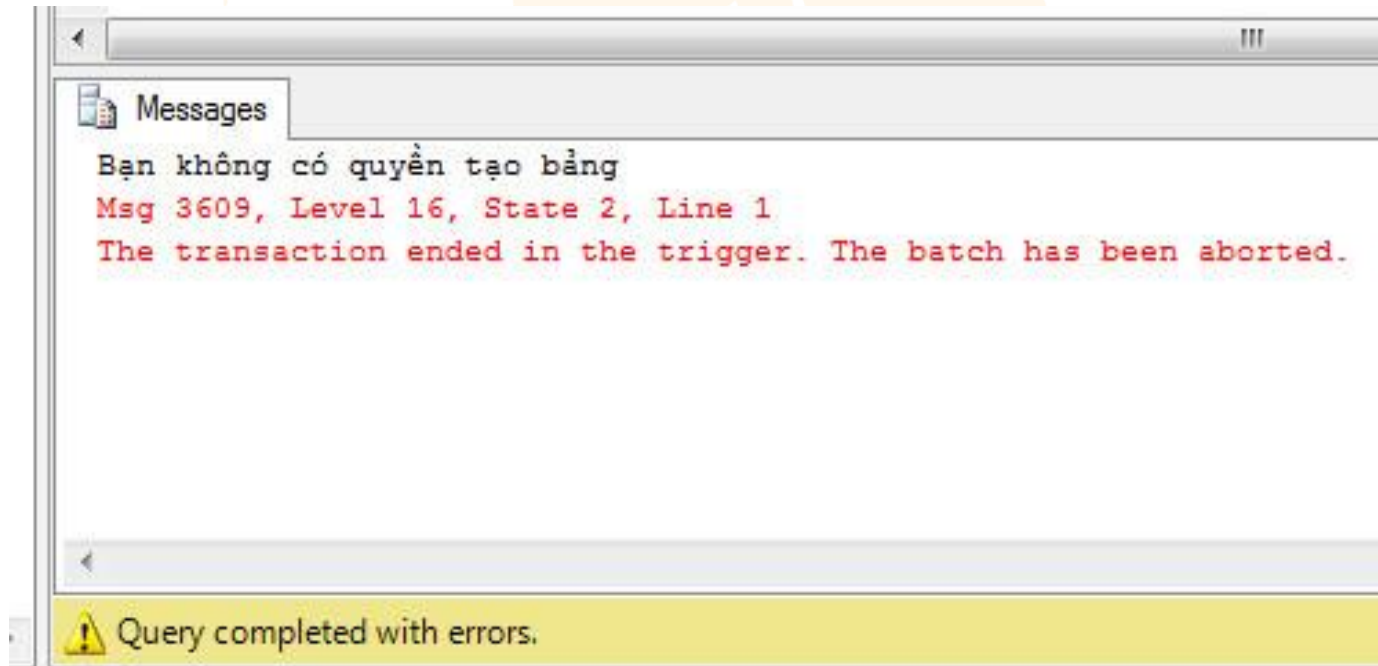 Messages
Bạn không có quyền tạo bảng
Msg 3609, Level 16, State 2, Line 1
The transaction ended in the trigger. The batch has been aborted.
Query completed with errors.